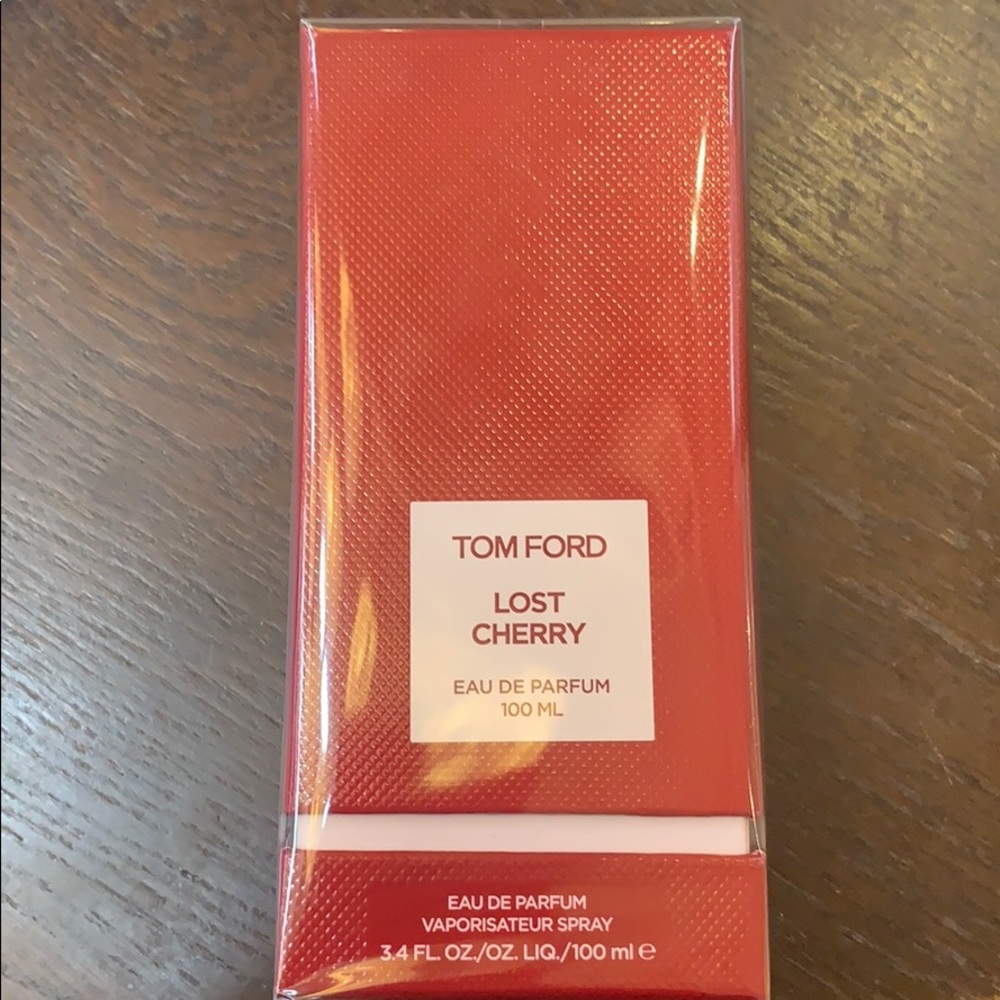 TOM FORD
LOST
CHERRY
EAU DE PARFUM
100 ML
EAU DE PARFUM
VAPORISATEUR SPRAY
3.4 FL. OZ./OZ. LIQ./100 ml ℮